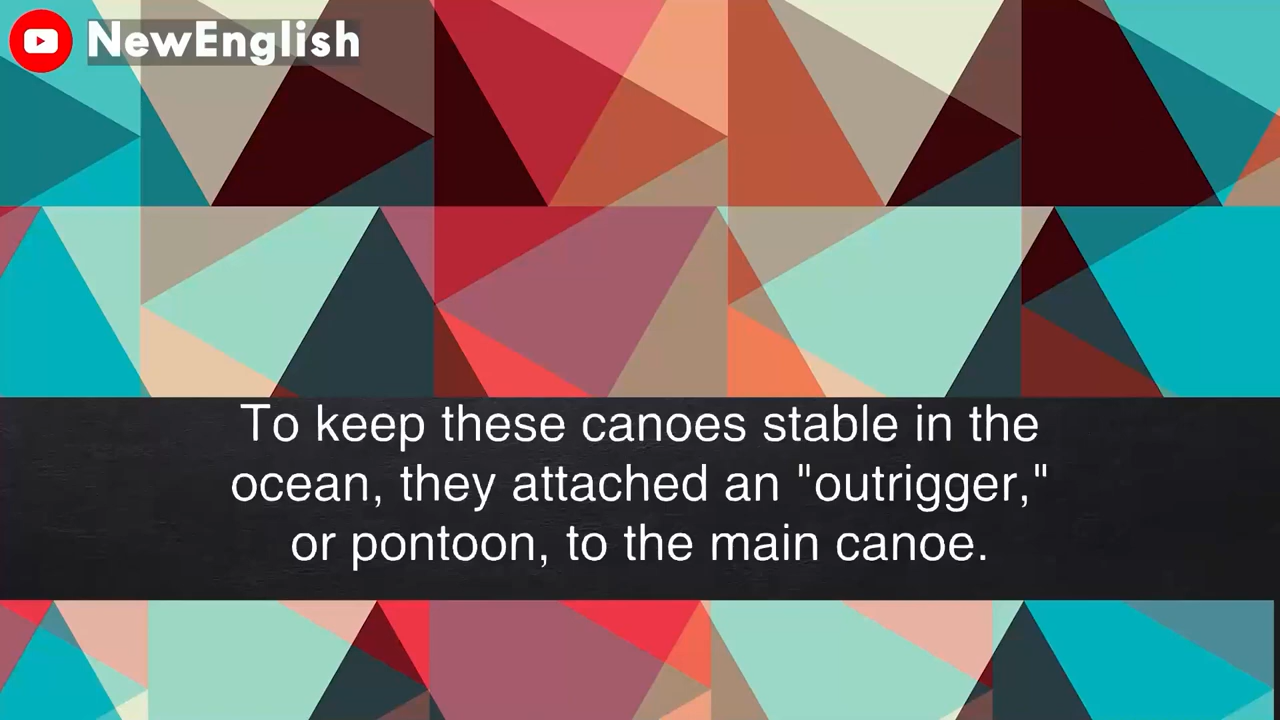 NewEnglish
To keep these canoes stable in the
ocean, they attached an "outrigger,"
or pontoon, to the main canoe.